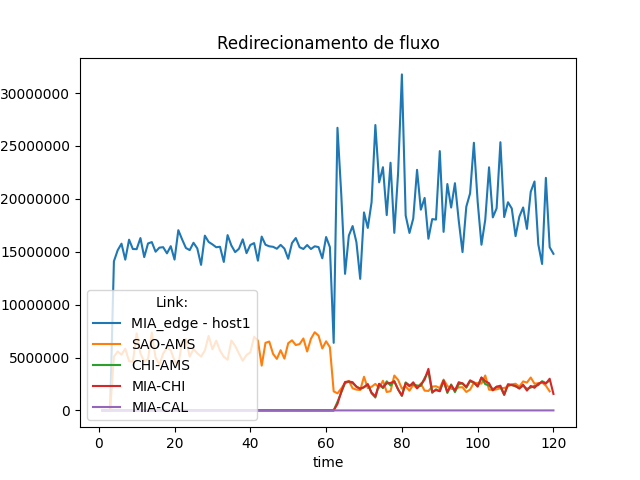 Redirecionamento de fluxo
30000000
25000000
20000000
15000000
10000000
5000000
0
Link:
MIA_edge - host1
SAO-AMS
CHI-AMS
MIA-CHI
MIA-CAL
0 20 40 60 80 100 120
time